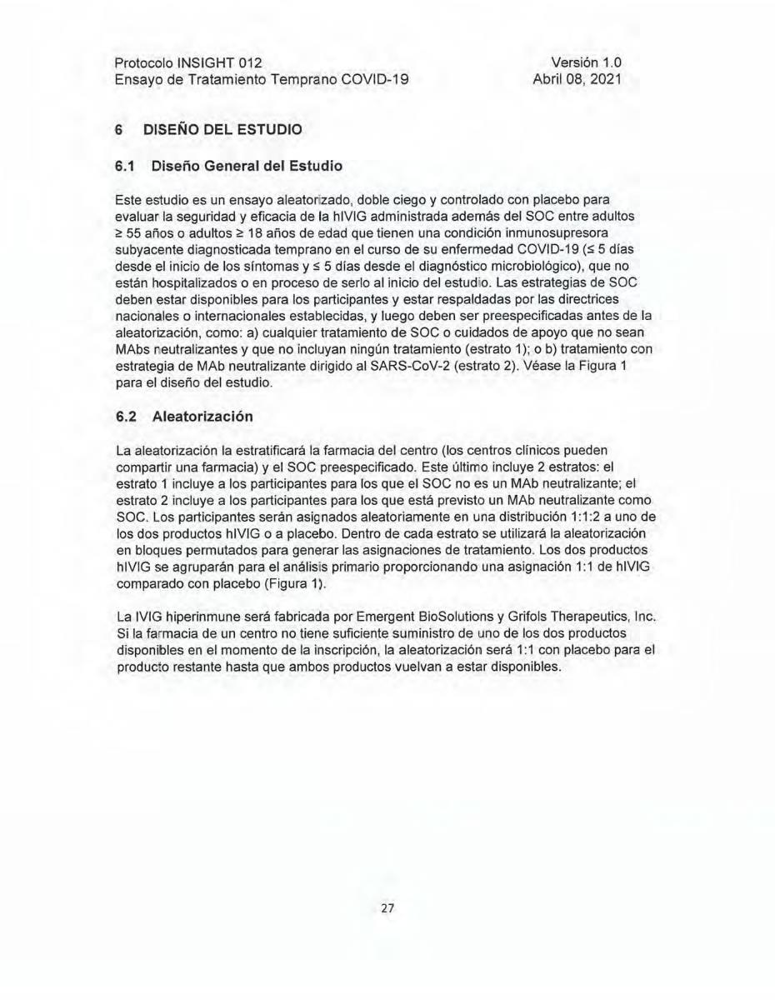 Protocolo INSIGHT 012
Versión 1.0
Ensayo de Tratamiento Temprano COVID-19
Abril 08, 2021
6 DISEÑO DEL ESTUDIO
6.1 Diseño General del Estudio
Este estudio es un ensayo aleatorizado, doble ciego y controlado con placebo para
evaluar la seguridad y eficacia de la hIVIG administrada además del SOC entre adultos
≥ 55 años o adultos ≥ 18 años de edad que tienen una condición inmunosupresora
subyacente diagnosticada temprano en el curso de su enfermedad COVID-19 (≤ 5 días
desde el inicio de los síntomas y ≤ 5 días desde el diagnóstico microbiológico), que no
están hospitalizados o en proceso de serlo al inicio del estudio. Las estrategias de SOC
deben estar disponibles para los participantes y estar respaldadas por las directrices
nacionales o internacionales establecidas, y luego deben ser preespecificadas antes de la
aleatorización, como: a) cualquier tratamiento de SOC o cuidados de apoyo que no sean
MAbs neutralizantes y que no incluyan ningún tratamiento (estrato 1); o b) tratamiento con
estrategia de MAb neutralizante dirigido al SARS-CoV-2 (estrato 2). Véase la Figura 1
para el diseño del estudio.
6.2 Aleatorización
La aleatorización la estratificará la farmacia del centro (los centros clínicos pueden
compartir una farmacia) y el SOC preespecificado. Este último incluye 2 estratos: el
estrato 1 incluye a los participantes para los que el SOC no es un MAb neutralizante; el
estrato 2 incluye a los participantes para los que está previsto un MAb neutralizante como
SOC. Los participantes serán asignados aleatoriamente en una distribución 1:1:2 a uno de
los dos productos hIVIG o a placebo. Dentro de cada estrato se utilizará la aleatorización
en bloques permutados para generar las asignaciones de tratamiento. Los dos productos
hIVIG se agruparán para el análisis primario proporcionando una asignación 1:1 de hIVIG
comparado con placebo (Figura 1).
La IVIG hiperinmune será fabricada por Emergent BioSolutions y Grifols Therapeutics, Inc.
Si la farmacia de un centro no tiene suficiente suministro de uno de los dos productos
disponibles en el momento de la inscripción, la aleatorización será 1:1 con placebo para el
producto restante hasta que ambos productos vuelvan a estar disponibles.
27